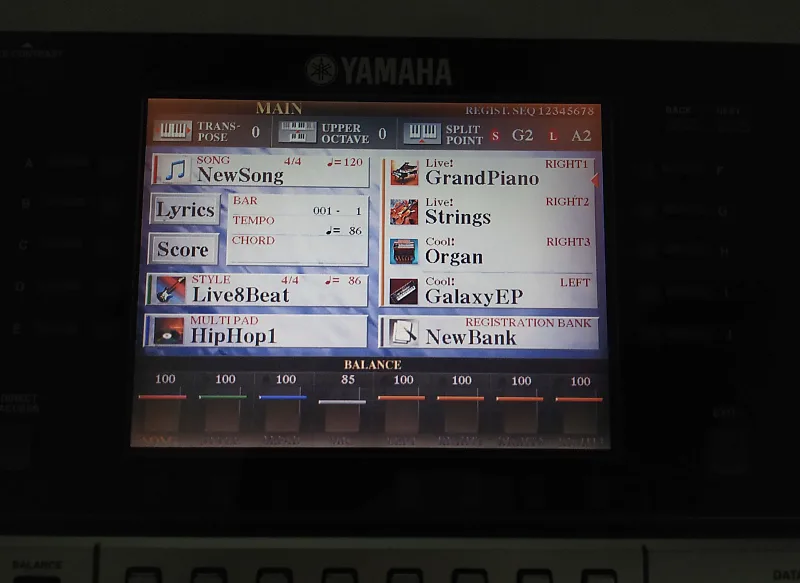 YAMAHA
MAIN
REGIST. SEQ 12345678
TRANS-
POSE 0
UPPER
OCTAVE 0
SPLIT
POINT S G2 L A2
SONG 4/4 ♩=120
NewSong
Lyrics
BAR
001 - 1
TEMPO
♩= 86
CHORD
Score
STYLE 4/4 ♩= 86
Live8Beat
MULTI PAD
HipHop1
Live! RIGHT1
GrandPiano
Live! RIGHT2
Strings
Cool! RIGHT3
Organ
Cool! LEFT
GalaxyEP
REGISTRATION BANK
NewBank
BALANCE
100 100 100 85 100 100 100 100
A
B
C
D
E
F
BACK
BALANCE